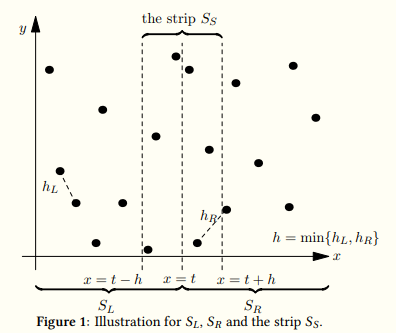 the strip S_S
y
h_L
h_R
h = min{h_L, h_R}
x
x = t − h x = t x = t + h
S_L S_R
Figure 1: Illustration for S_L, S_R and the strip S_S.